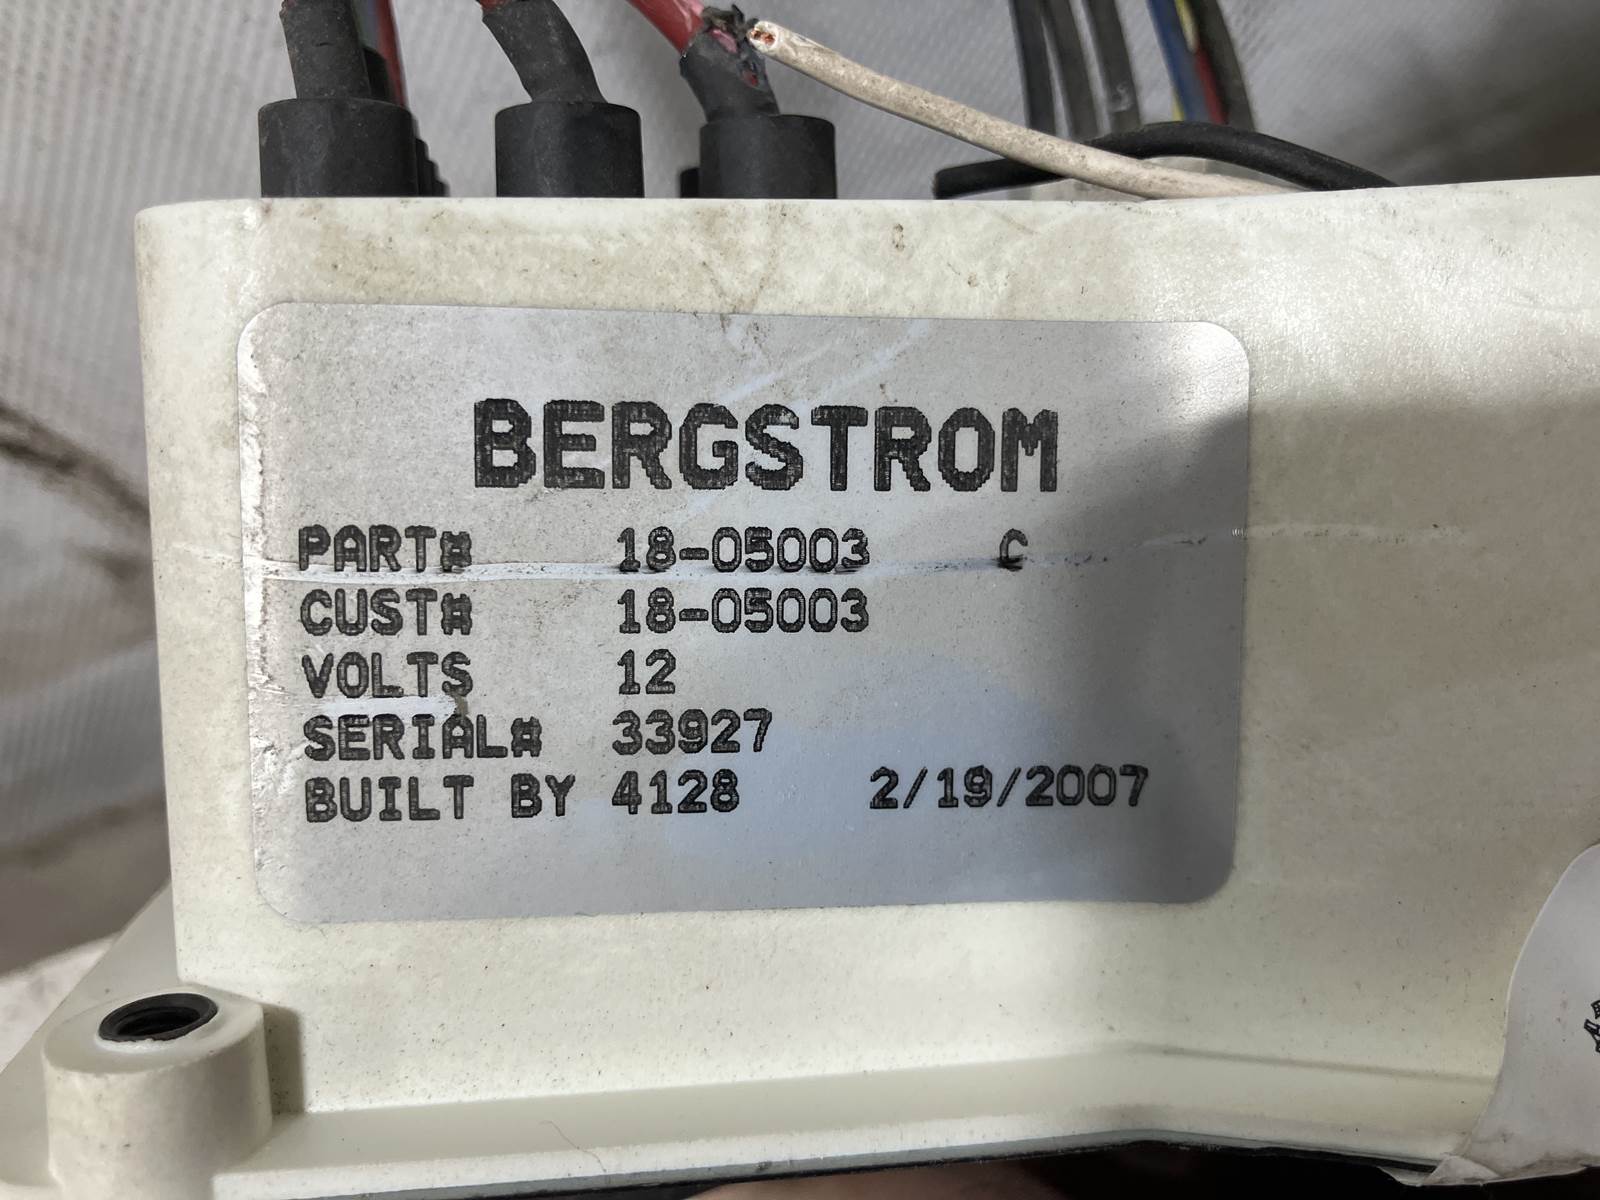 BERGSTROM
PART# 18-05003 C
CUST# 18-05003
VOLTS 12
SERIAL# 33927
BUILT BY 4128 2/19/2007